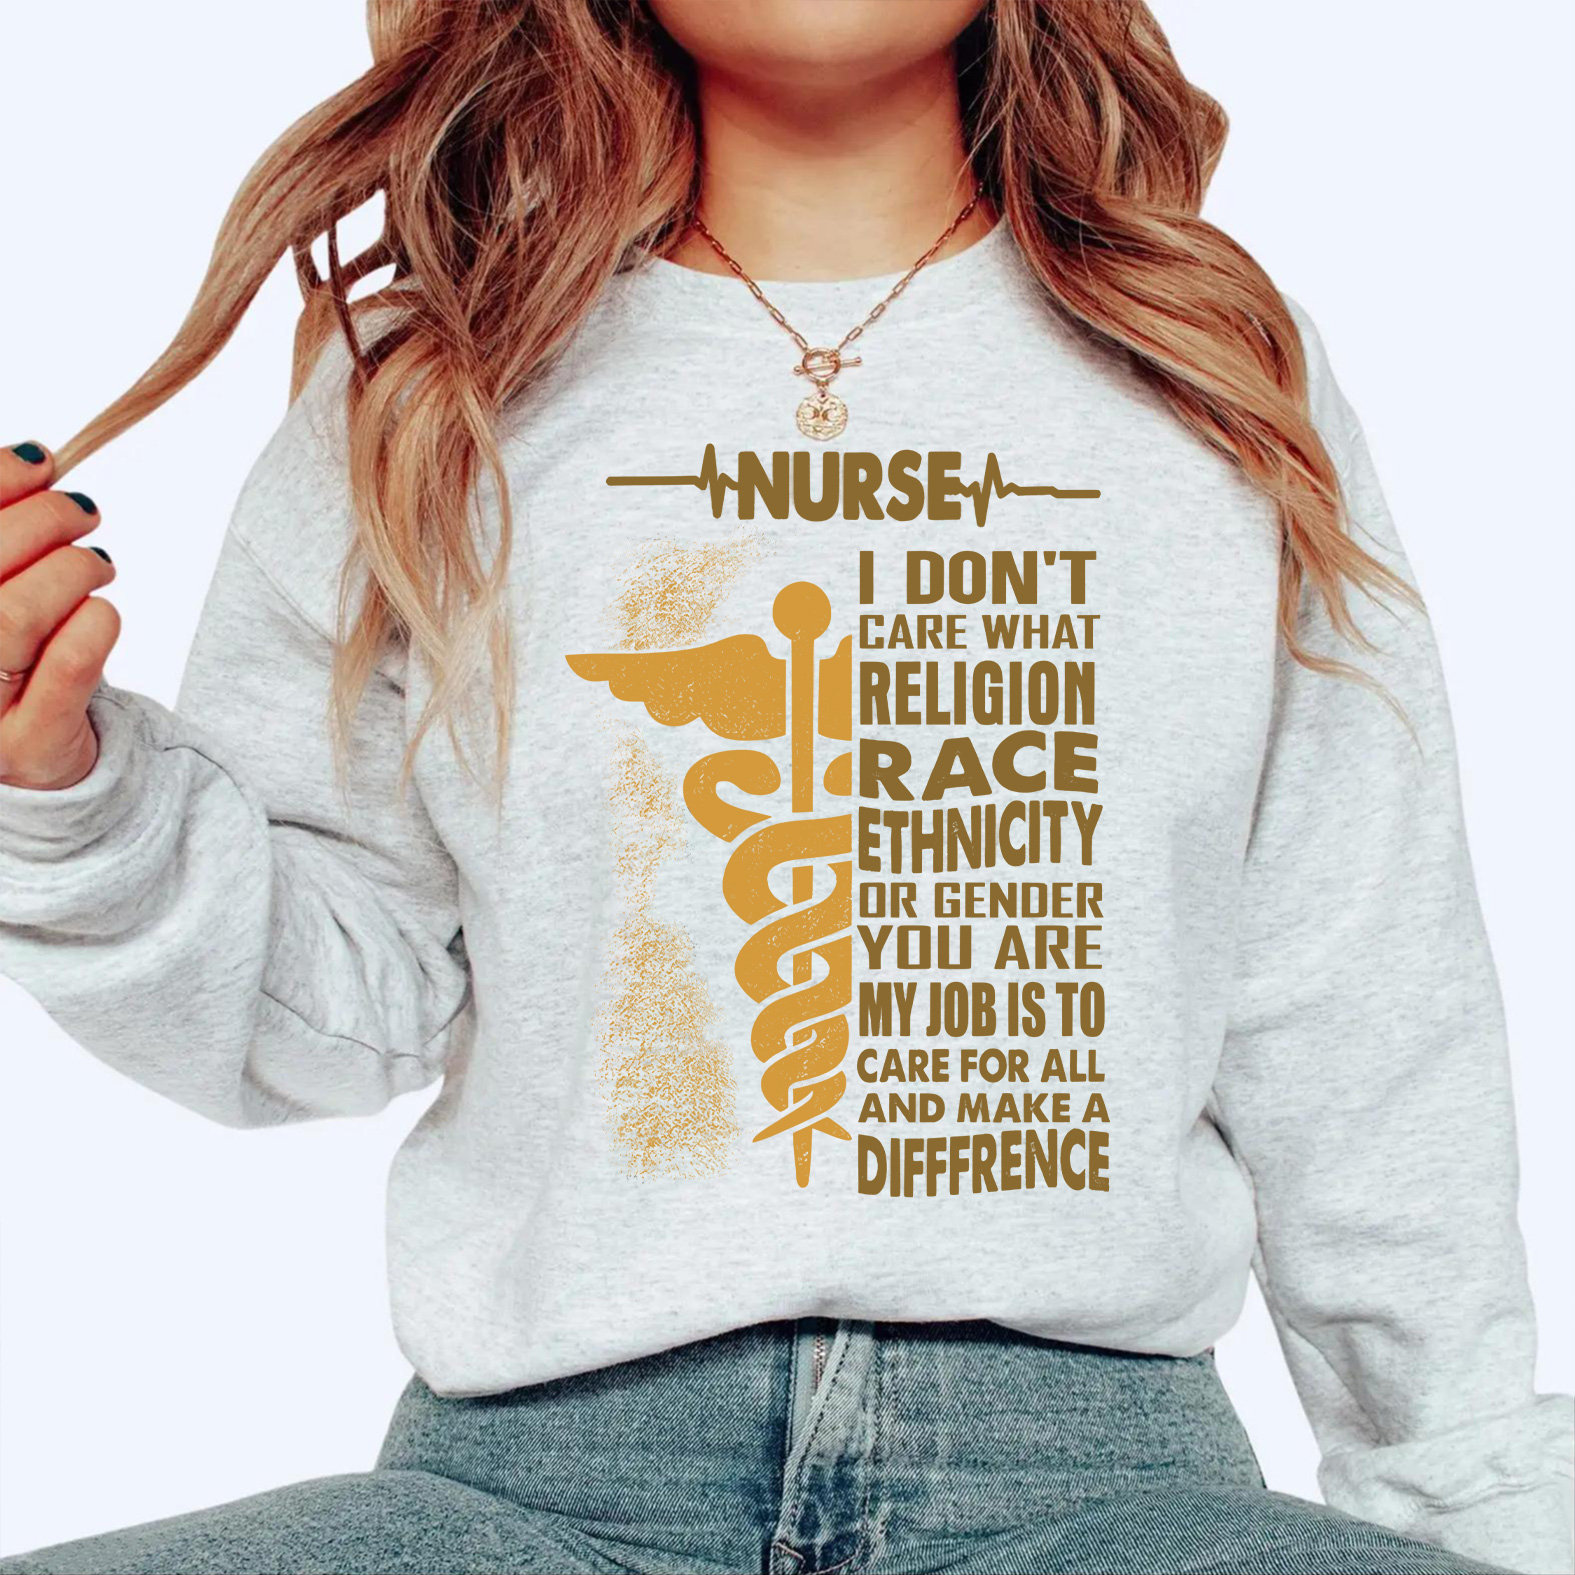 NURSE
I DON'T
CARE WHAT
RELIGION
RACE
ETHNICITY
OR GENDER
YOU ARE
MY JOB IS TO
CARE FOR ALL
AND MAKE A
DIFFFRENCE